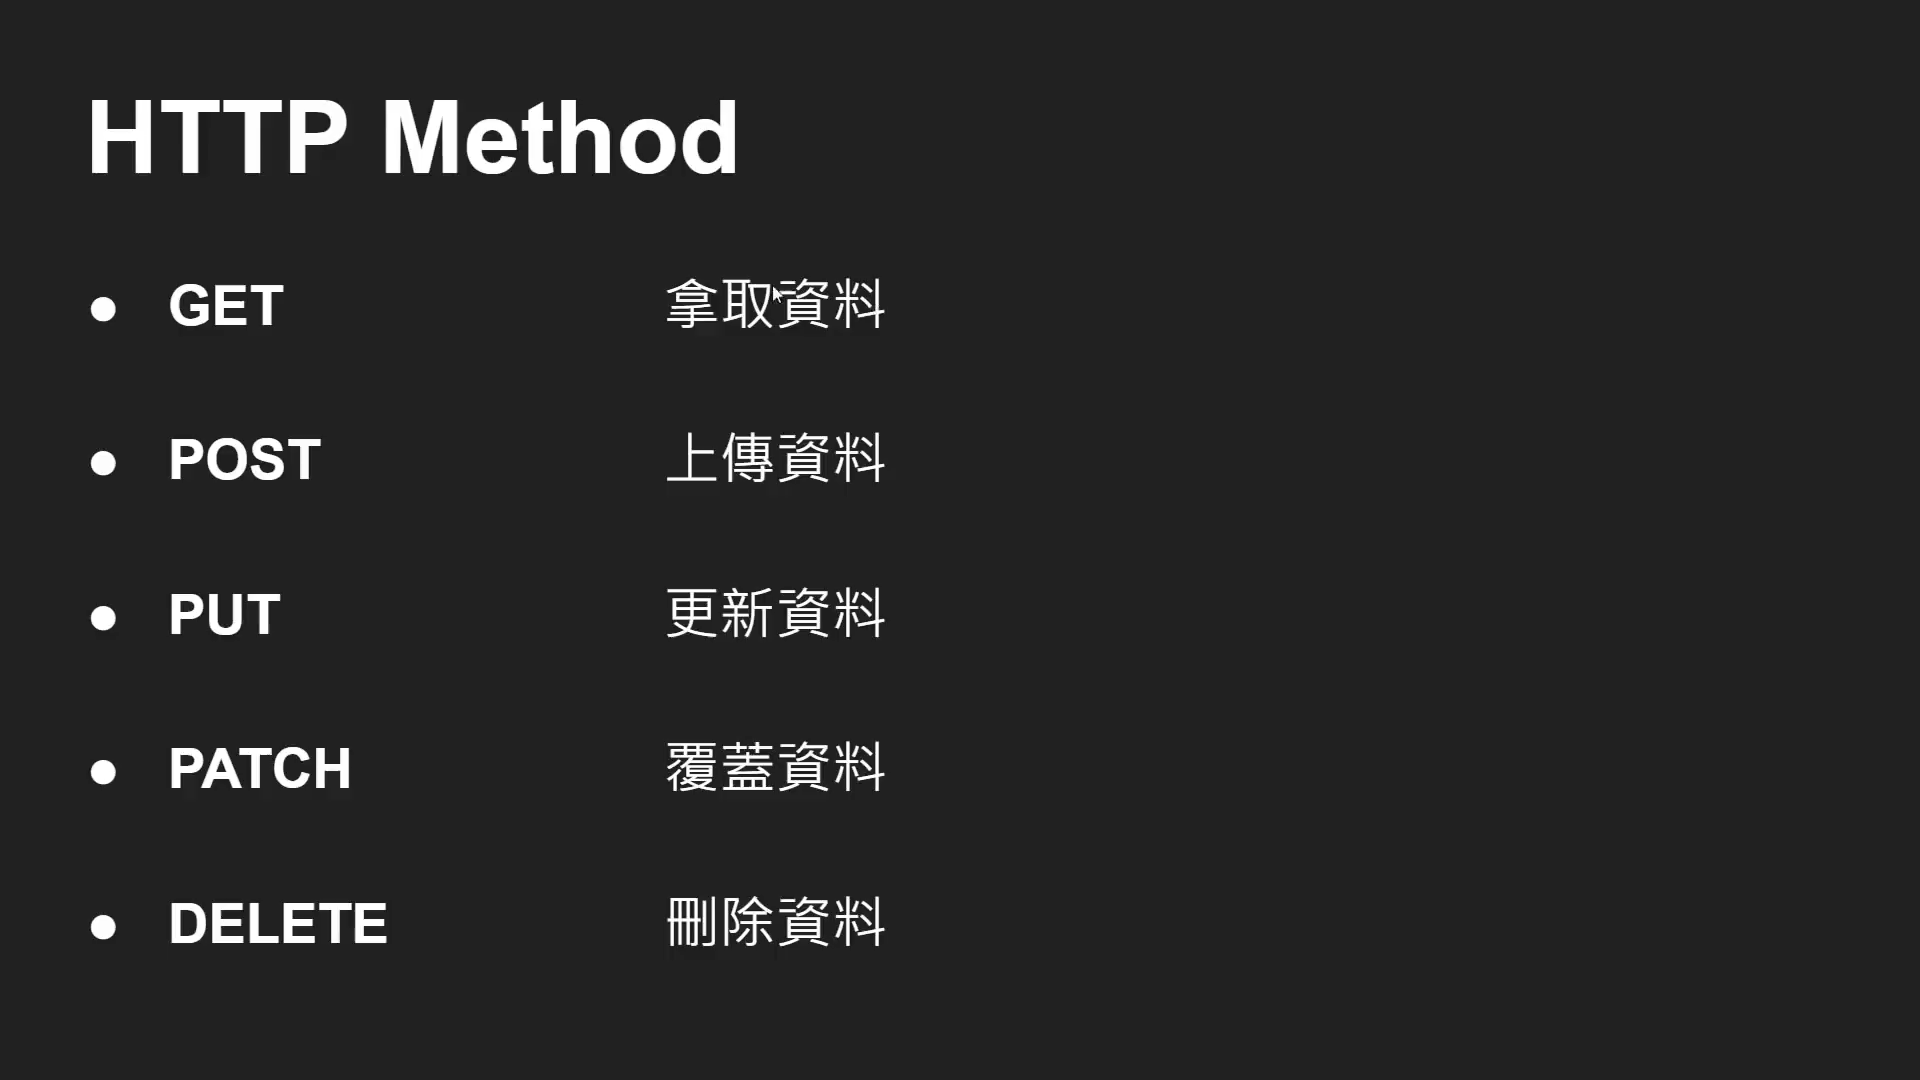 HTTP Method
● GET 拿取資料
● POST 上傳資料
● PUT 更新資料
● PATCH 覆蓋資料
● DELETE 刪除資料